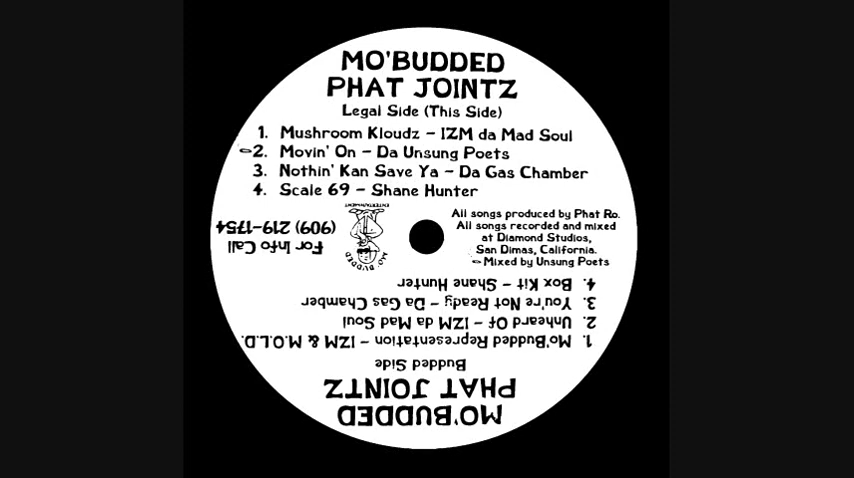 MO'BUDDED
PHAT JOINTZ
Legal Side (This Side)
1. Mushroom Kloudz – IZM da Mad Soul
2. Movin' On – Da Unsung Poets
3. Nothin' Kan Save Ya – Da Gas Chamber
4. Scale 69 – Shane Hunter
All songs produced by Phat Ro.
All songs recorded and mixed
at Diamond Studios,
San Dimas, California.
Mixed by Unsung Poets
MO'BUDDED
PHAT JOINTZ
Budded Side
1. Mo'Budded Representation – IZM & M.O.L.D.
2. Unheard Of – IZM da Mad Soul
3. You're Not Ready – Da Gas Chamber
4. Box Kit – Shane Hunter
MO'BUDDED
ENTERTAINMENT
For Info Call
(909) 219-1754